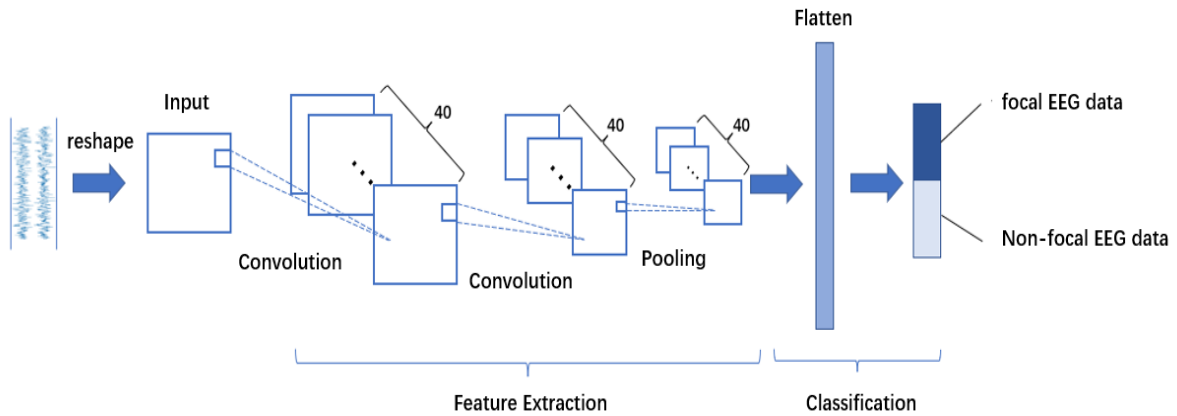 Flatten
Input
reshape
40
40
40
focal EEG data
Non-focal EEG data
Convolution
Convolution
Pooling
Feature Extraction
Classification